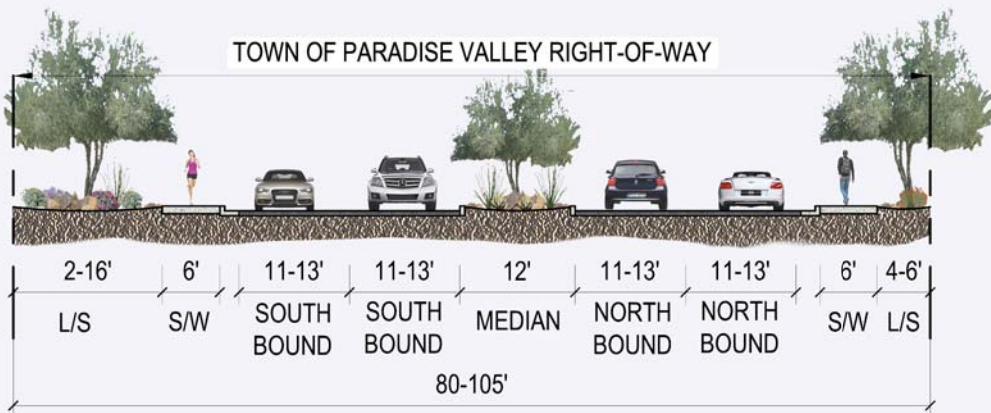 TOWN OF PARADISE VALLEY RIGHT-OF-WAY
2-16' 6' 11-13' 11-13' 12' 11-13' 11-13' 6' 4-6'
L/S S/W SOUTH BOUND SOUTH BOUND MEDIAN NORTH BOUND NORTH BOUND S/W L/S
80-105'